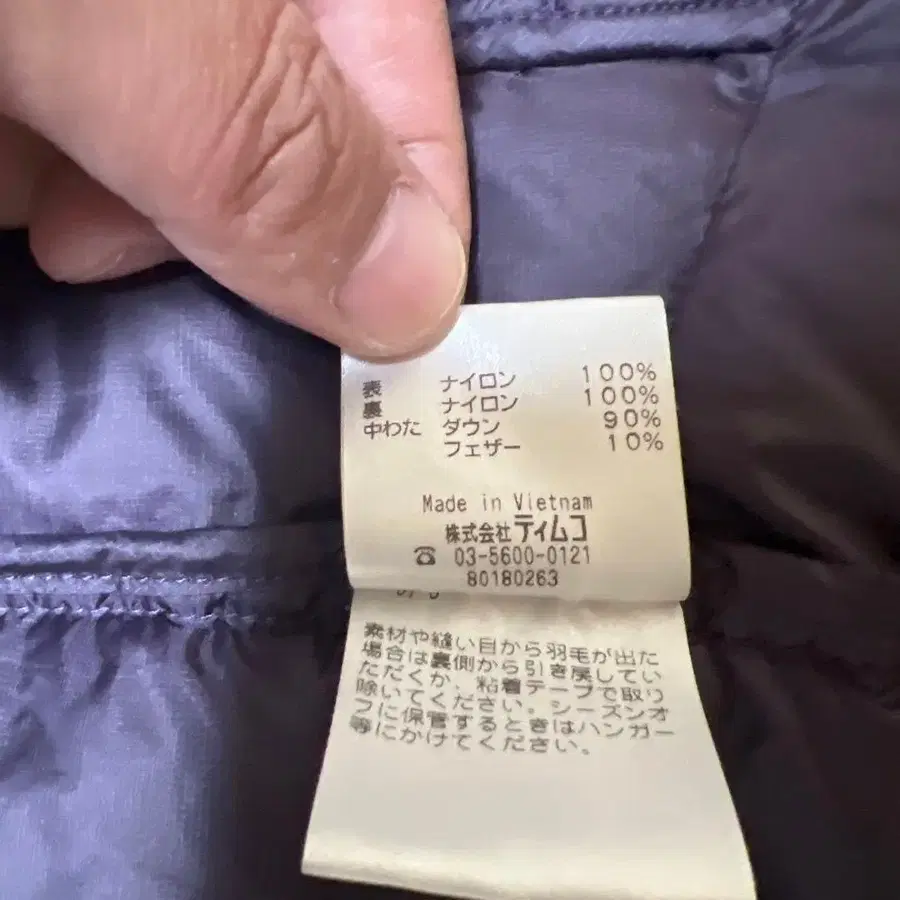 表 ナイロン 100%
裏 ナイロン 100%
中わた ダウン 90%
フェザー 10%
Made in Vietnam
株式会社 ティムコ
☎ 03-5600-0121
80180263
素材や縫い目から羽毛が出た
場合は裏側から引き戻してい
ただくか、粘着テープで取り
除いてください。シーズンオ
フに保管するときはハンガー
等にかけてください。